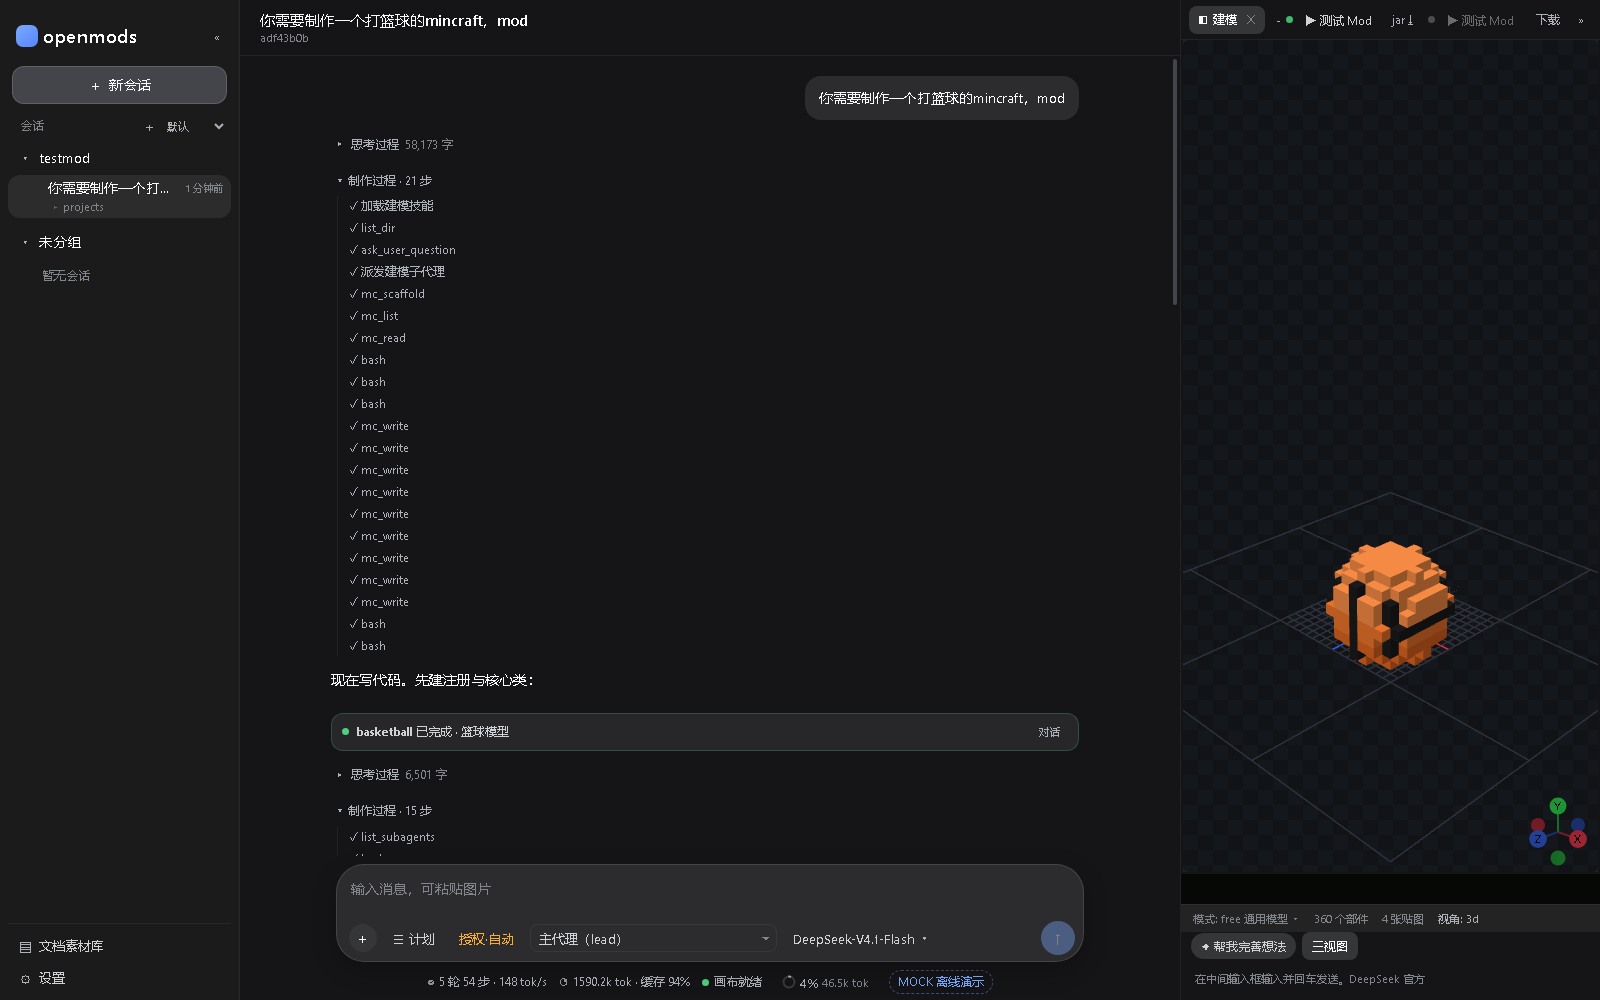 openmods
«
+ 新会话
会话
+ 默认
testmod
你需要制作一个打... 1 分钟前
projects
未分组
暂无会话
文档素材库
设置
你需要制作一个打篮球的mincraft，mod
adf43b0b
你需要制作一个打篮球的mincraft，mod
思考过程 58,173 字
制作过程 · 21 步
✓ 加载建模技能
✓ list_dir
✓ ask_user_question
✓ 派发建模子代理
✓ mc_scaffold
✓ mc_list
✓ mc_read
✓ bash
✓ bash
✓ bash
✓ mc_write
✓ mc_write
✓ mc_write
✓ mc_write
✓ mc_write
✓ mc_write
✓ mc_write
✓ mc_write
✓ mc_write
✓ bash
✓ bash
现在写代码。先建注册与核心类：
basketball 已完成 · 篮球模型 对话
思考过程 6,501 字
制作过程 · 15 步
✓ list_subagents
输入消息，可粘贴图片
+ 计划 授权·自动 主代理（lead） DeepSeek-V4.1-Flash
5 轮 54 步 · 148 tok/s 1590.2k tok · 缓存 94% 画布就绪 4% 46.5k tok MOCK 离线演示
建模 - ▶ 测试 Mod jar↓ ▶ 测试 Mod 下载 »
Y
Z X
模式: free 通用模型 360 个部件 4 张贴图 视角: 3d
帮我完善想法 三视图
在中间输入框输入并回车发送。DeepSeek 官方